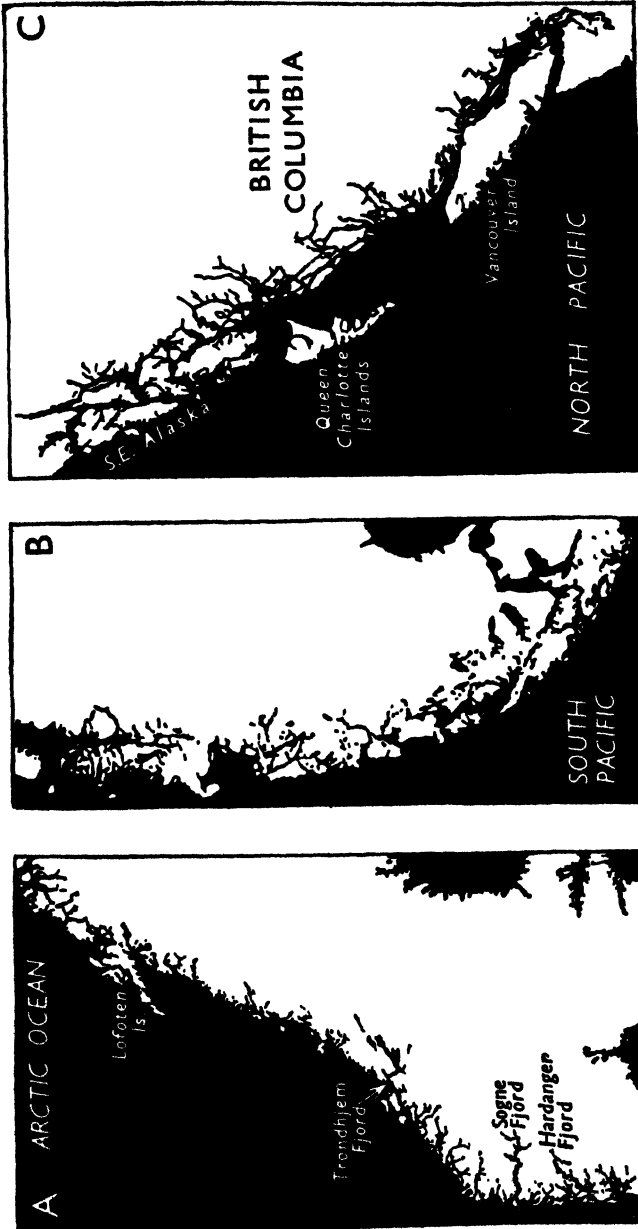 A
ARCTIC OCEAN
Lofoten
Is.
Trondhjem
Fjord
Sogne
Fjord
Hardanger
Fjord
B
SOUTH
PACIFIC
C
BRITISH
COLUMBIA
S.E. Alaska
Queen
Charlotte
Islands
Vancouver
Island
NORTH PACIFIC